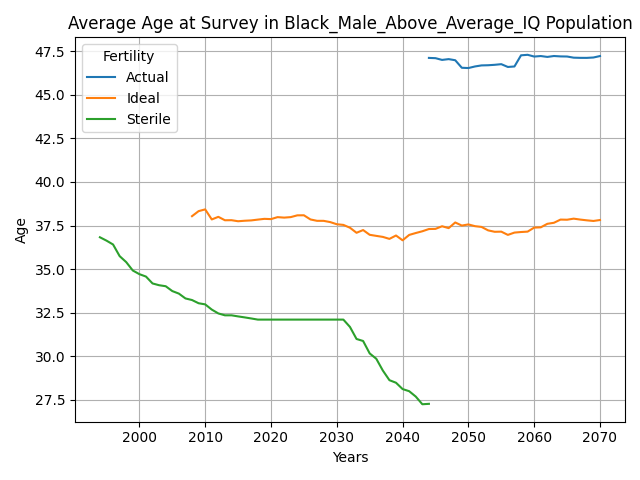 Average Age at Survey in Black_Male_Above_Average_IQ Population
Fertility
Actual
Ideal
Sterile
Age
47.5
45.0
42.5
40.0
37.5
35.0
32.5
30.0
27.5
2000 2010 2020 2030 2040 2050 2060 2070
Years